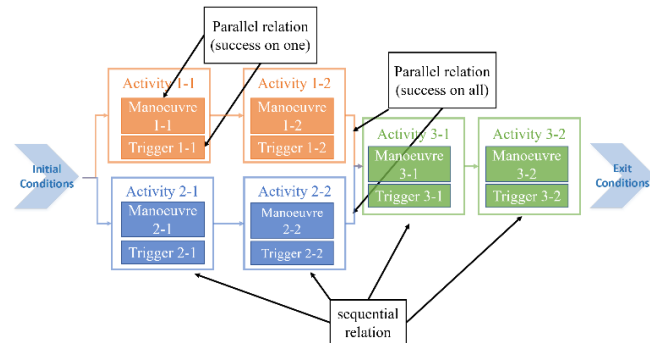 Parallel relation
(success on one)
Parallel relation
(success on all)
Activity 1-1
Manoeuvre
1-1
Trigger 1-1
Activity 1-2
Manoeuvre
1-2
Trigger 1-2
Activity 3-1
Manoeuvre
3-1
Trigger 3-1
Activity 3-2
Manoeuvre
3-2
Trigger 3-2
Initial
Conditions
Exit
Conditions
Activity 2-1
Manoeuvre
2-1
Trigger 2-1
Activity 2-2
Manoeuvre
2-2
Trigger 2-2
sequential
relation